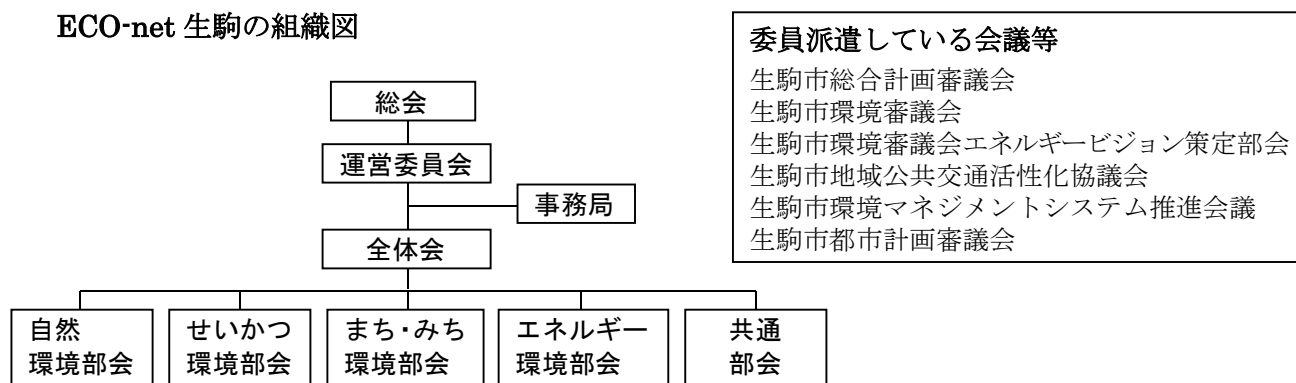 ECO-net 生駒の組織図
総会
運営委員会
事務局
全体会
自然
環境部会
せいかつ
環境部会
まち・みち
環境部会
エネルギー
環境部会
共通
部会
委員派遣している会議等
生駒市総合計画審議会
生駒市環境審議会
生駒市環境審議会エネルギービジョン策定部会
生駒市地域公共交通活性化協議会
生駒市環境マネジメントシステム推進会議
生駒市都市計画審議会